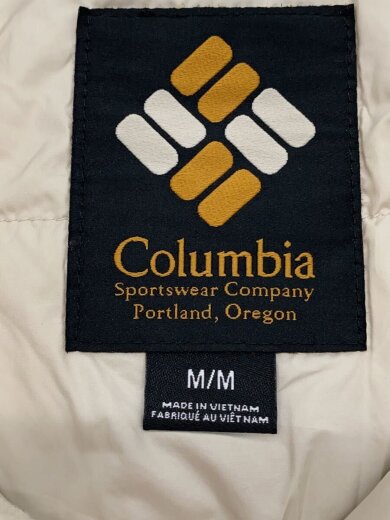 Columbia
Sportswear Company
Portland, Oregon
M/M
MADE IN VIETNAM
FABRIQUÉ AU VIÊT NAM